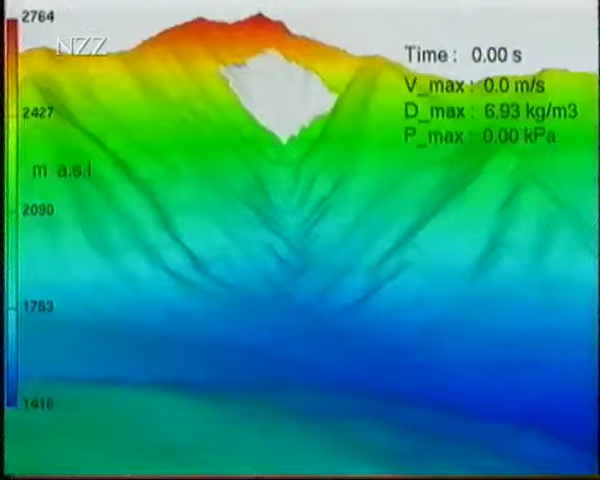 2764
NZZ
Time : 0.00 s
V_max : 0.0 m/s
D_max : 6.93 kg/m3
P_max : 0.00 kPa
2427
m a.s.l
2090
1753
1416